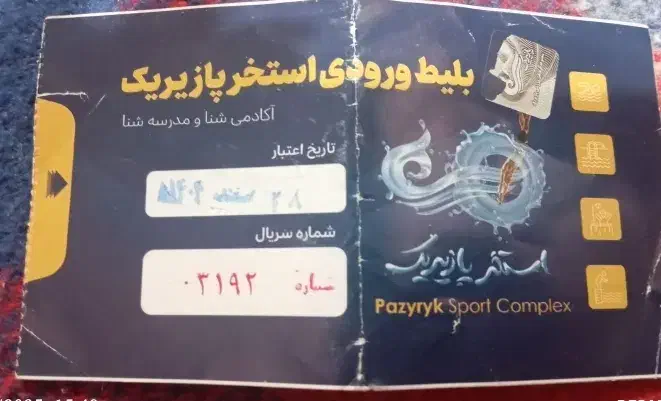 بلیط ورودی استخر پازیریک
آکادمی شنا و مدرسه شنا
تاریخ اعتبار
۲۸ اسفند
شماره سریال
شماره ۰۳۱۹۲
استخر پازیریک
Pazyryk Sport Complex